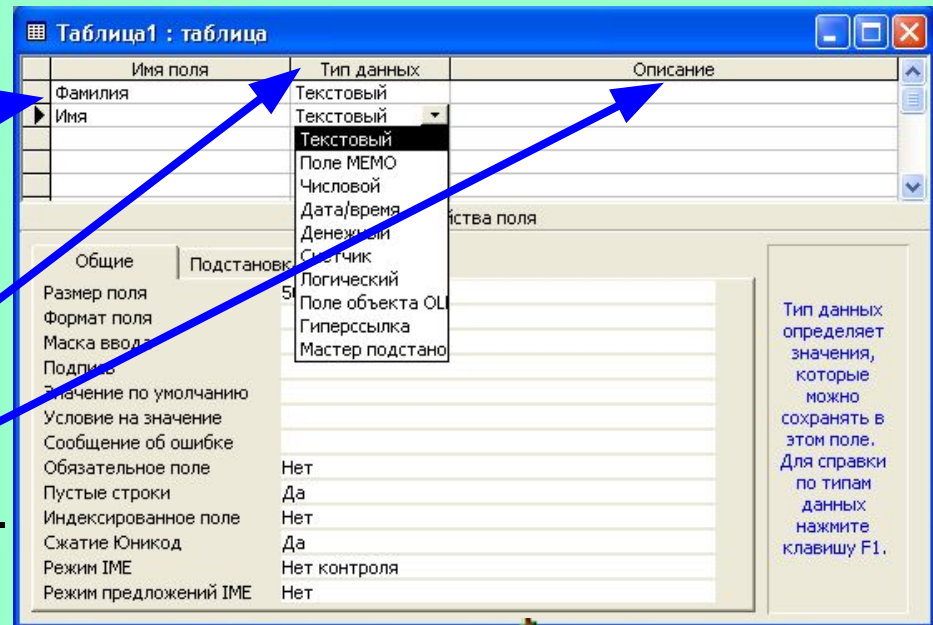 Таблица1 : таблица
Имя поля Тип данных Описание
Фамилия Текстовый
Имя Текстовый
Текстовый
Поле МЕМО
Числовой
Дата/время
Денежный
Счетчик
Логический
Поле объекта OLE
Гиперссылка
Мастер подстано
йства поля
Общие
Подстановк
Размер поля
Формат поля
Маска ввода
Подпись
Значение по умолчанию
Условие на значение
Сообщение об ошибке
Обязательное поле Нет
Пустые строки Да
Индексированное поле Нет
Сжатие Юникод Да
Режим IME Нет контроля
Режим предложений IME Нет
Тип данных
определяет
значения,
которые
можно
сохранять в
этом поле.
Для справки
по типам
данных
нажмите
клавишу F1.